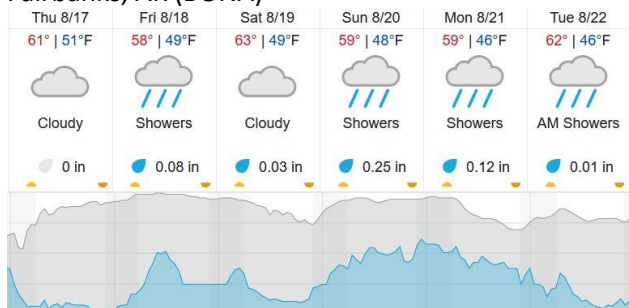 Thu 8/17 Fri 8/18 Sat 8/19 Sun 8/20 Mon 8/21 Tue 8/22
61° | 51°F 58° | 49°F 63° | 49°F 59° | 48°F 59° | 46°F 62° | 46°F
Cloudy Showers Cloudy Showers Showers AM Showers
0 in 0.08 in 0.03 in 0.25 in 0.12 in 0.01 in